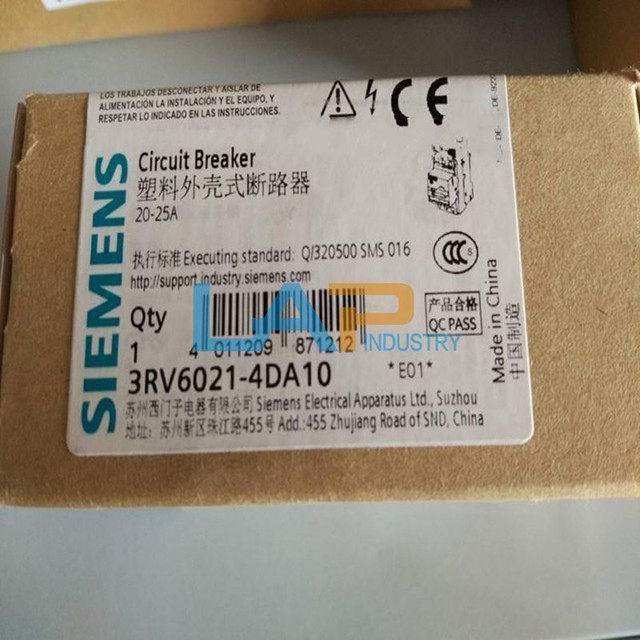 LOS TRABAJOS DESCONECTAR Y AISLAR DE
ALIMENTACIÓN LA INSTALACIÓN Y EL EQUIPO, Y
RESPETAR LO INDICADO EN LAS INSTRUCCIONES.
CE
SIEMENS
Circuit Breaker
塑料外壳式断路器
20-25A
执行标准 Executing standard: Q/320500 SMS 016
http://support.industry.siemens.com
CCC S
Qty
1
4 011209 871212
产品合格
QC PASS
LAP INDUSTRY
3RV6021-4DA10
*E01*
Made in China
中国制造
苏州西门子电器有限公司 Siemens Electrical Apparatus Ltd., Suzhou
地址：苏州新区珠江路455号 Add.:455 Zhujiang Road of SND, China